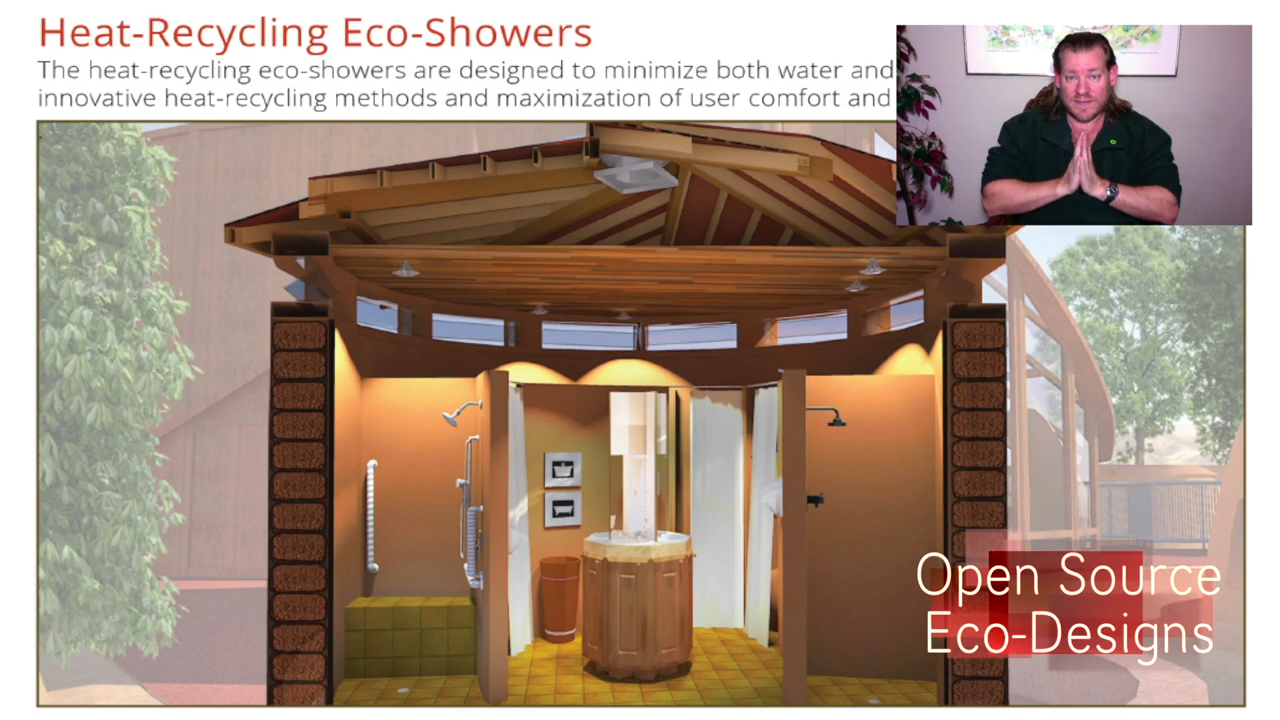 Heat-Recycling Eco-Showers
The heat-recycling eco-showers are designed to minimize both water and
innovative heat-recycling methods and maximization of user comfort and
Open Source
Eco-Designs